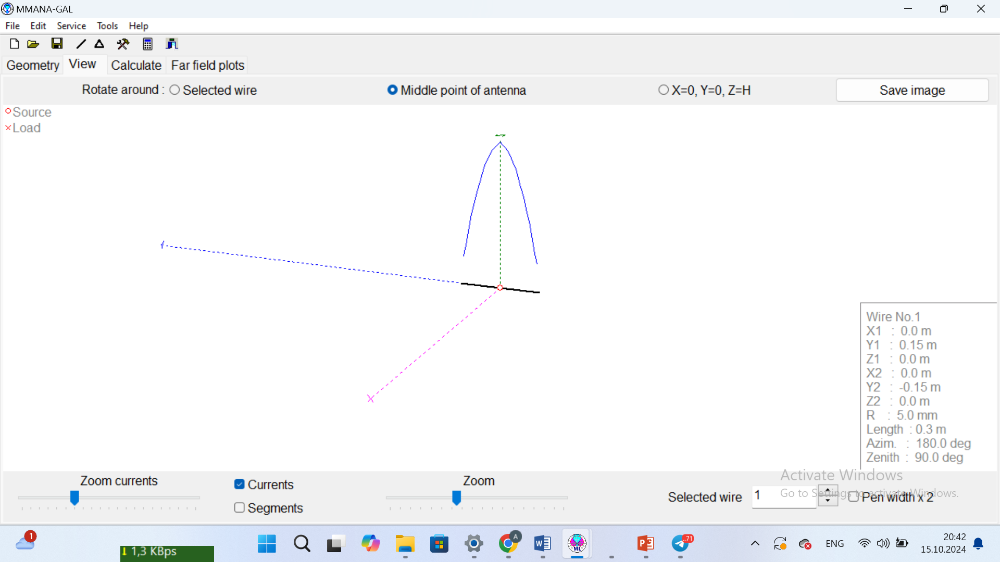 MMANA-GAL
File Edit Service Tools Help
Geometry View Calculate Far field plots
Rotate around : Selected wire Middle point of antenna X=0, Y=0, Z=H Save image
Source
Load
Z
Y
X
Wire No.1
X1 : 0.0 m
Y1 : 0.15 m
Z1 : 0.0 m
X2 : 0.0 m
Y2 : -0.15 m
Z2 : 0.0 m
R : 5.0 mm
Length : 0.3 m
Azim. : 180.0 deg
Zenith : 90.0 deg
Activate Windows
Go to Settings to activate Windows.
Zoom currents Currents Zoom
Segments
Selected wire 1 Pen width x 2
1
1,3 KBps
A
ML
..71
ENG
20:42
15.10.2024